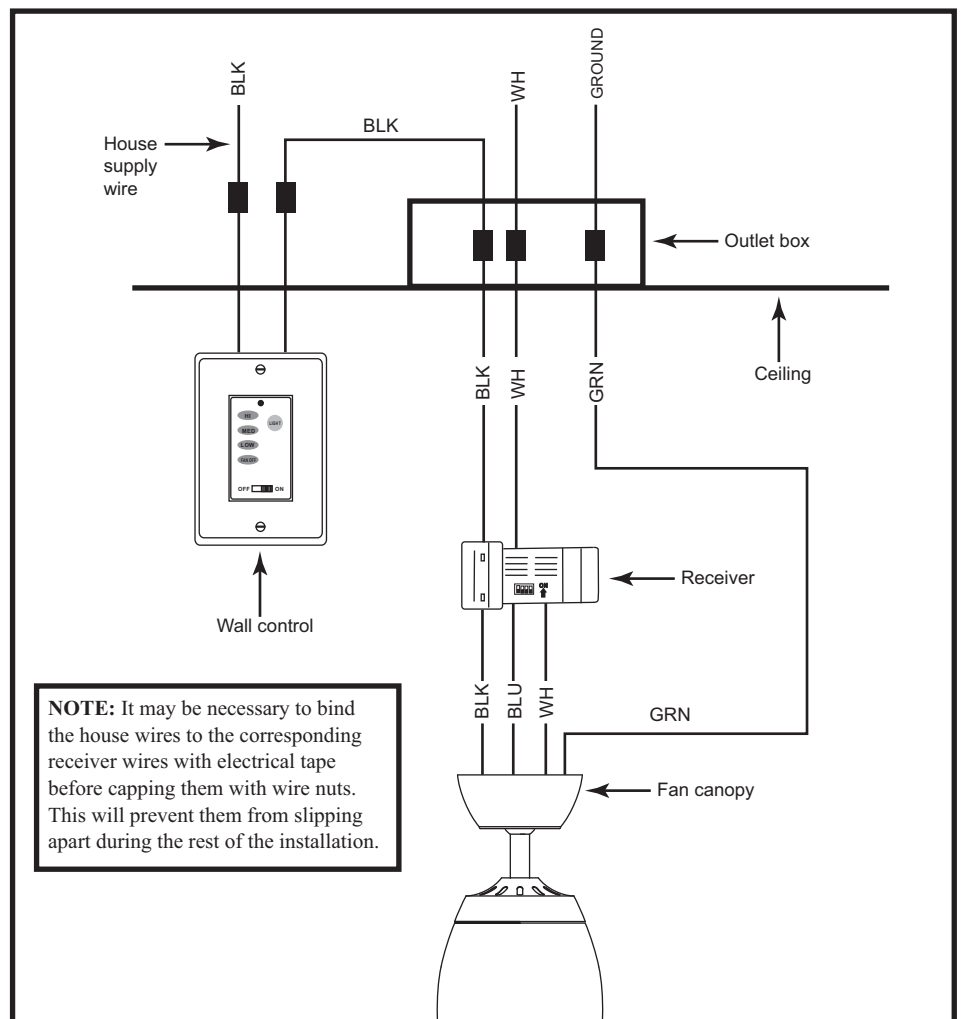 BLK
WH
GROUND
BLK
House
supply
wire
Outlet box
Ceiling
BLK
WH
GRN
HI
MED
LOW
Fan OFF
LIGHT
OFF
ON
ON
Receiver
Wall control
BLK
BLU
WH
GRN
Fan canopy
NOTE: It may be necessary to bind
the house wires to the corresponding
receiver wires with electrical tape
before capping them with wire nuts.
This will prevent them from slipping
apart during the rest of the installation.